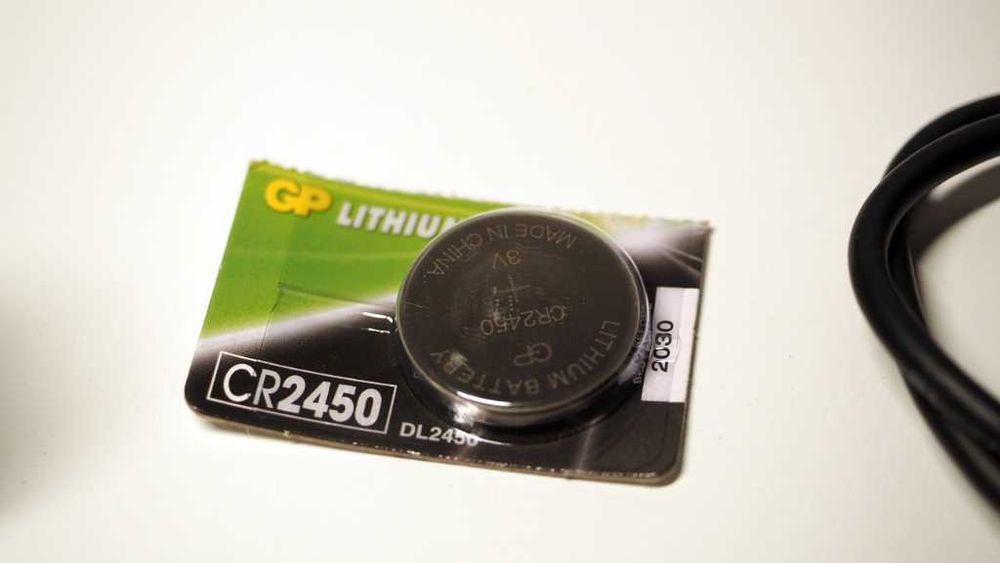 GP
LITHIUM
MADE IN CHINA
3V
+
CR2450
GP
LITHIUM BATTERY
2030
CR2450
DL2450